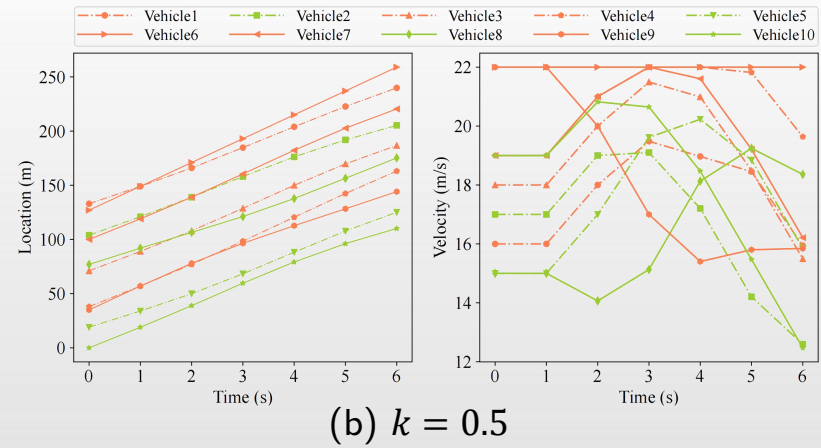 Vehicle1 Vehicle2 Vehicle3 Vehicle4 Vehicle5
Vehicle6 Vehicle7 Vehicle8 Vehicle9 Vehicle10
Location (m)
250
200
150
100
50
0
0 1 2 3 4 5 6
Time (s)
Velocity (m/s)
22
20
18
16
14
12
0 1 2 3 4 5 6
Time (s)
(b) k = 0.5